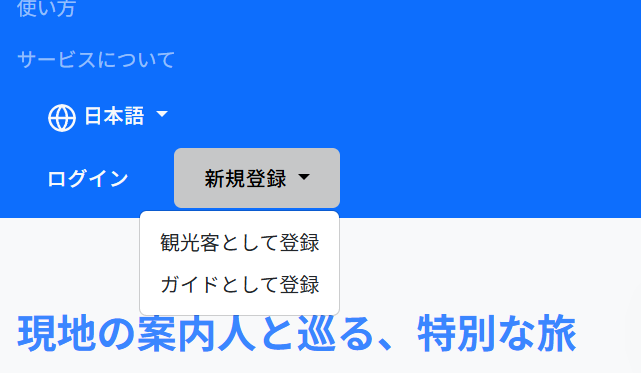 使い方
サービスについて
日本語
ログイン
新規登録
観光客として登録
ガイドとして登録
現地の案内人と巡る、特別な旅